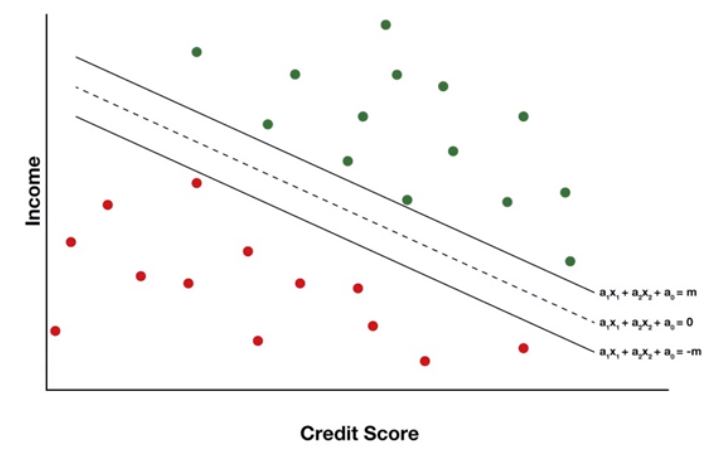 Income
a₁x₁ + a₂x₂ + a₀ = m
a₁x₁ + a₂x₂ + a₀ = 0
a₁x₁ + a₂x₂ + a₀ = -m
Credit Score